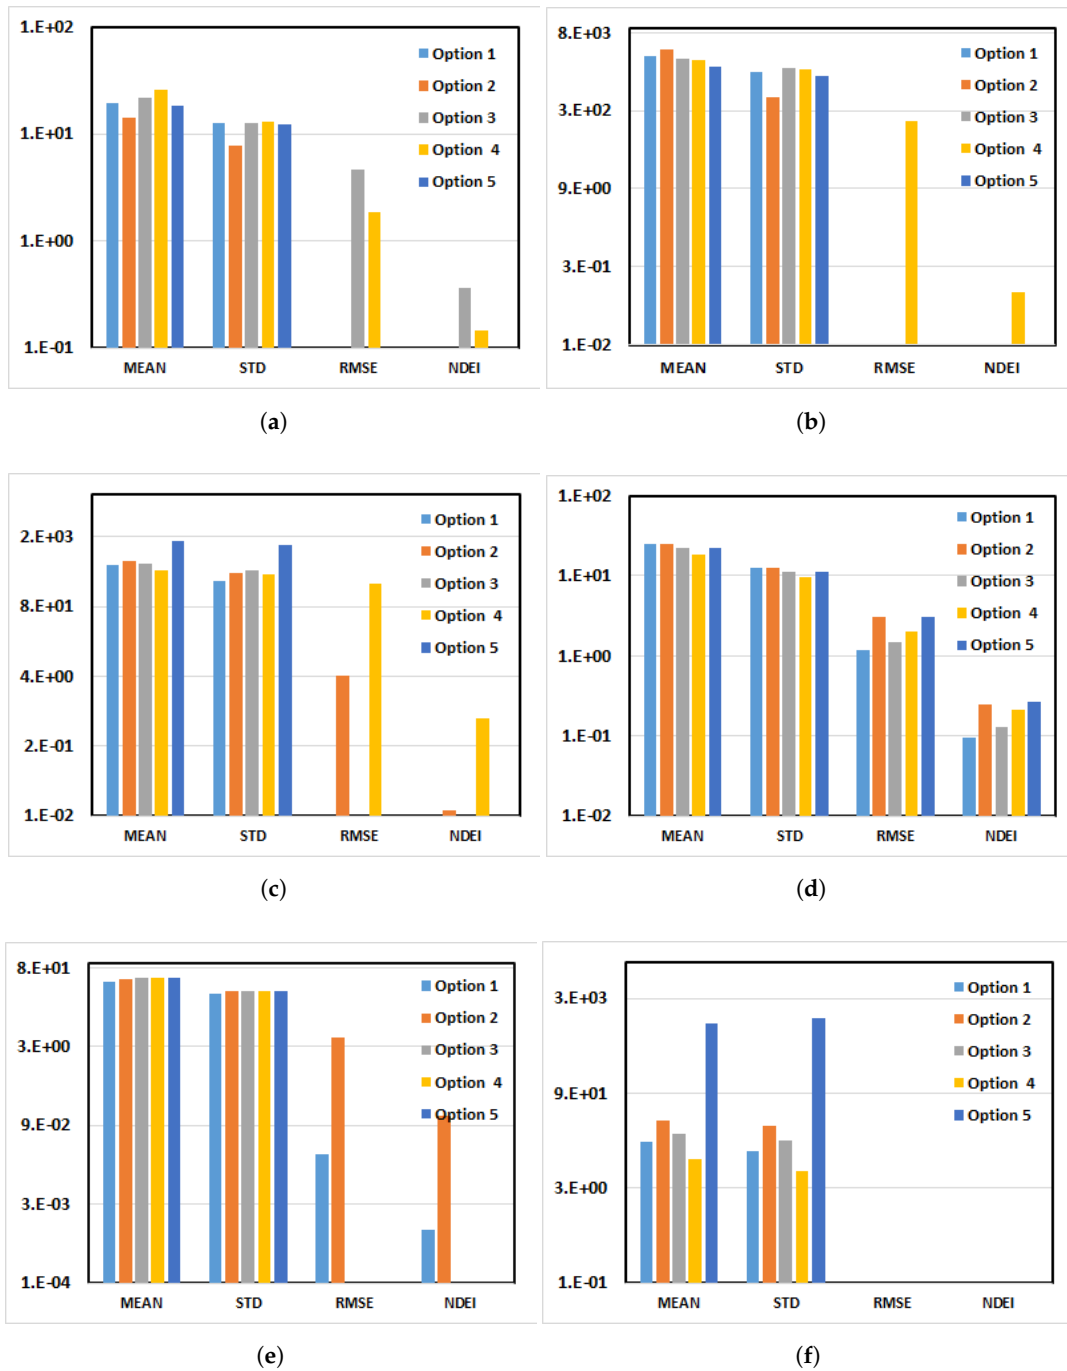 1.E+02
1.E+01
1.E+00
1.E-01
MEAN STD RMSE NDEI
Option 1
Option 2
Option 3
Option 4
Option 5
(a)
8.E+03
3.E+02
9.E+00
3.E-01
1.E-02
MEAN STD RMSE NDEI
Option 1
Option 2
Option 3
Option 4
Option 5
(b)
2.E+03
8.E+01
4.E+00
2.E-01
1.E-02
MEAN STD RMSE NDEI
Option 1
Option 2
Option 3
Option 4
Option 5
(c)
1.E+02
1.E+01
1.E+00
1.E-01
1.E-02
MEAN STD RMSE NDEI
Option 1
Option 2
Option 3
Option 4
Option 5
(d)
8.E+01
3.E+00
9.E-02
3.E-03
1.E-04
MEAN STD RMSE NDEI
Option 1
Option 2
Option 3
Option 4
Option 5
(e)
3.E+03
9.E+01
3.E+00
1.E-01
MEAN STD RMSE NDEI
Option 1
Option 2
Option 3
Option 4
Option 5
(f)